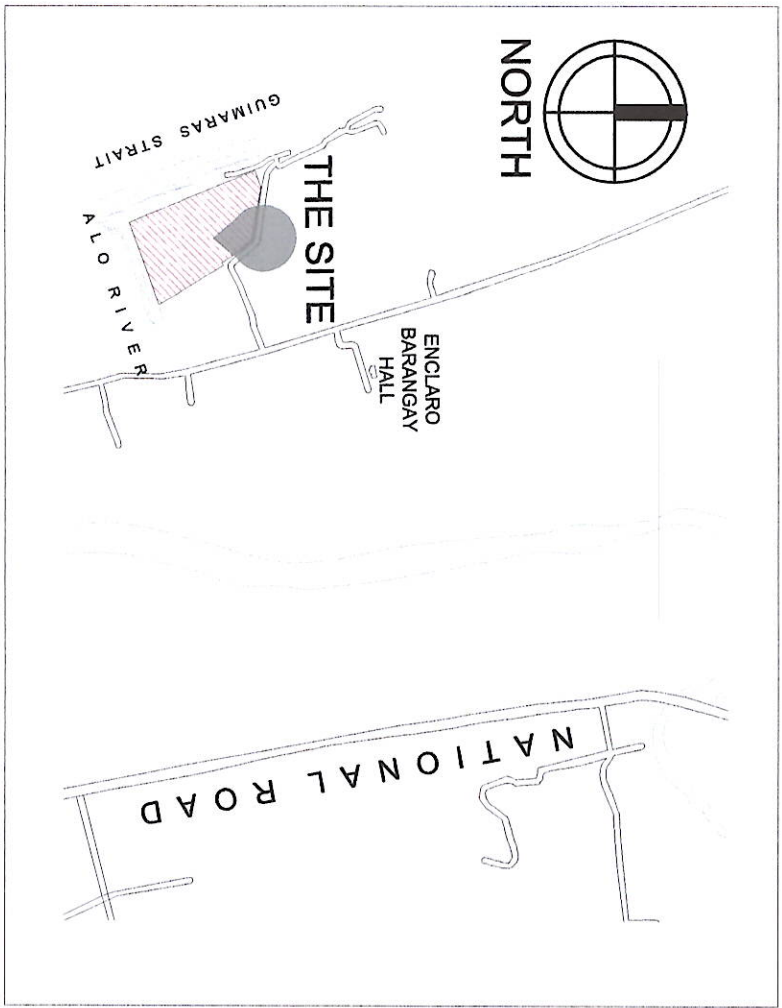 NORTH
GUIMARAS STRAIT
THE SITE
ALO RIVER
ENCLARO
BARANGAY
HALL
NATIONAL ROAD